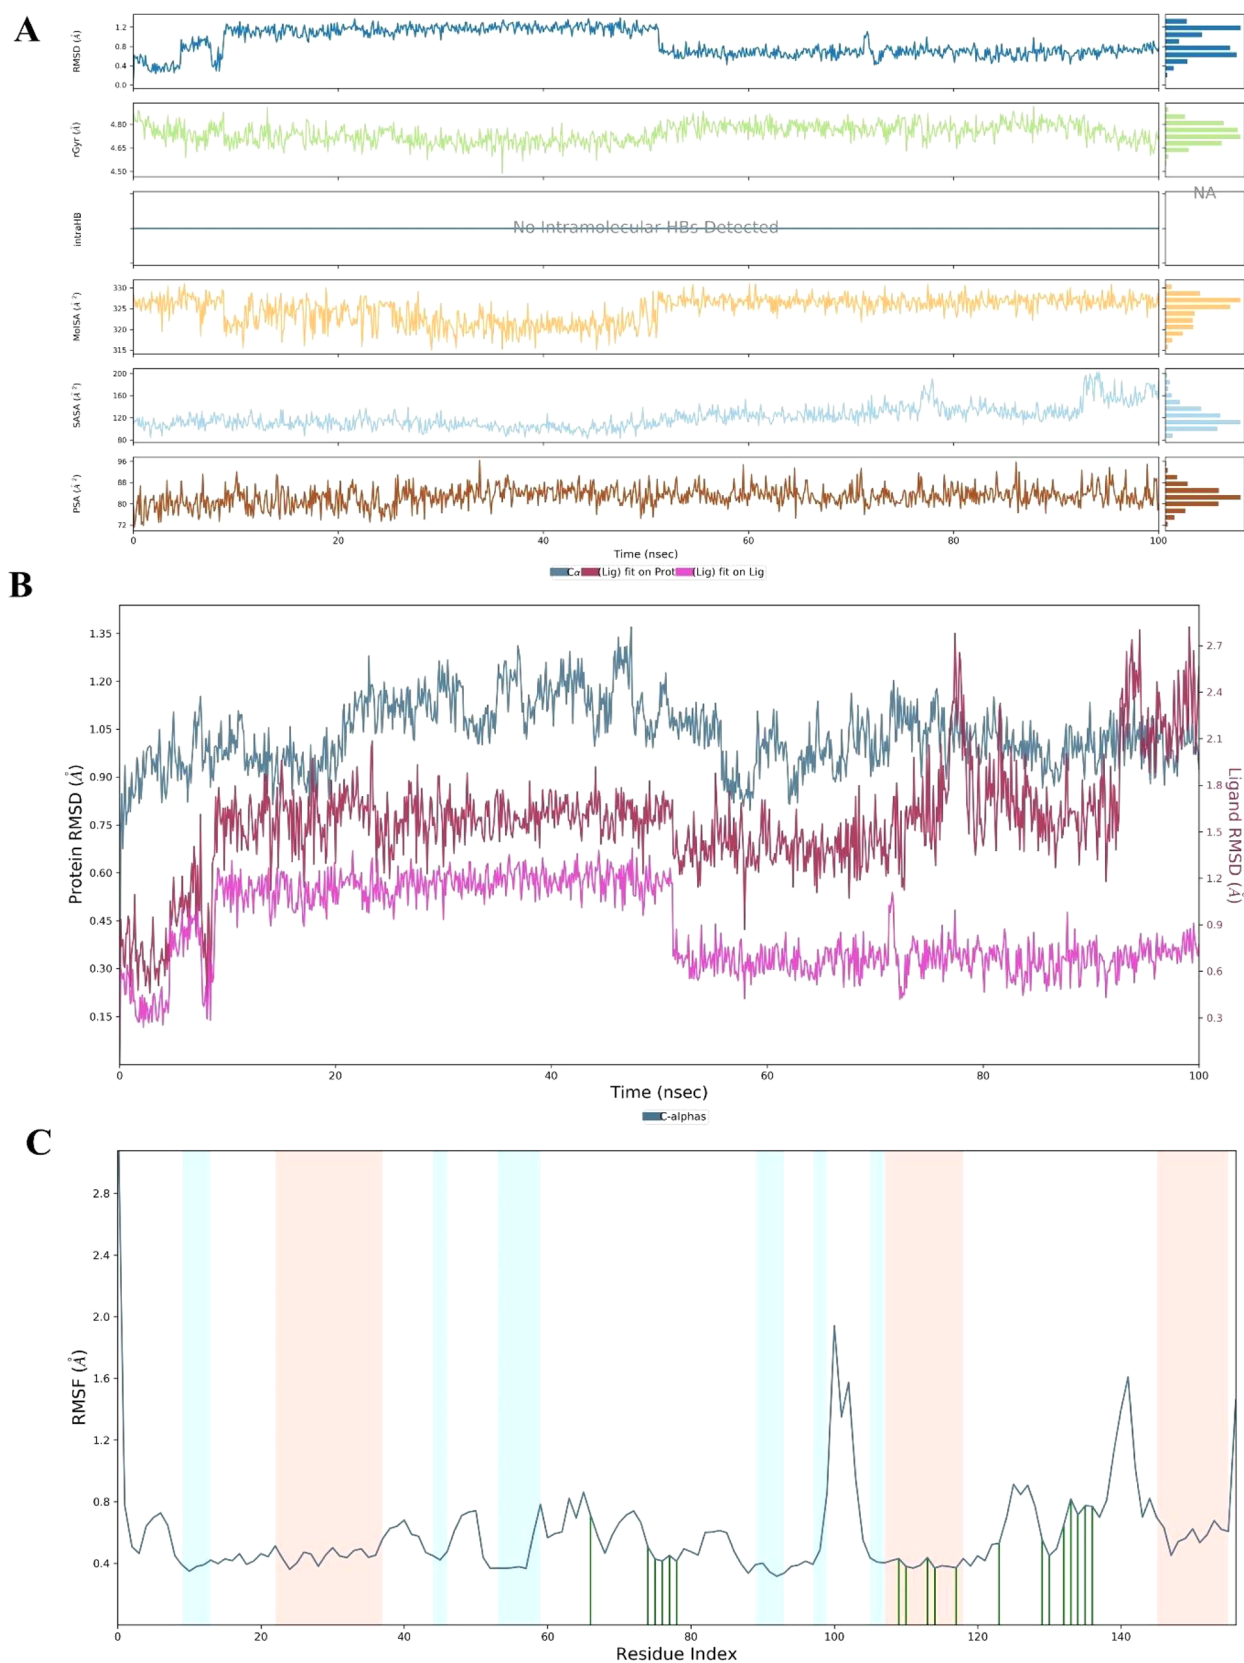 A
RMSD (Å)
1.2
0.8
0.4
0.0
rGyr (Å)
4.80
4.65
4.50
intraHB
No Intramolecular HBs Detected
NA
MolSA (Å²)
330
325
320
315
SASA (Å²)
200
160
120
80
PSA (Å²)
96
88
80
72
0 20 40 60 80 100
Time (nsec)
Cα (Lig) fit on Prot (Lig) fit on Lig
B
Protein RMSD (Å)
1.35
1.20
1.05
0.90
0.75
0.60
0.45
0.30
0.15
Ligand RMSD (Å)
2.7
2.4
2.1
1.8
1.5
1.2
0.9
0.6
0.3
0 20 40 60 80 100
Time (nsec)
C-alphas
C
RMSF (Å)
2.8
2.4
2.0
1.6
1.2
0.8
0.4
0 20 40 60 80 100 120 140
Residue Index